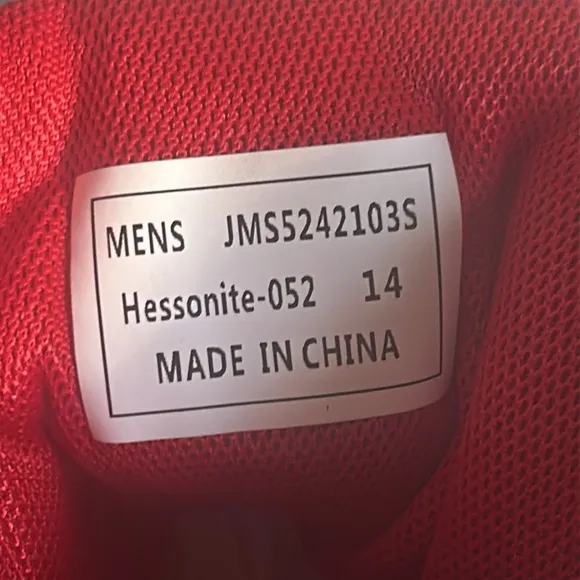 MENS JMS5242103S
Hessonite-052 14
MADE IN CHINA